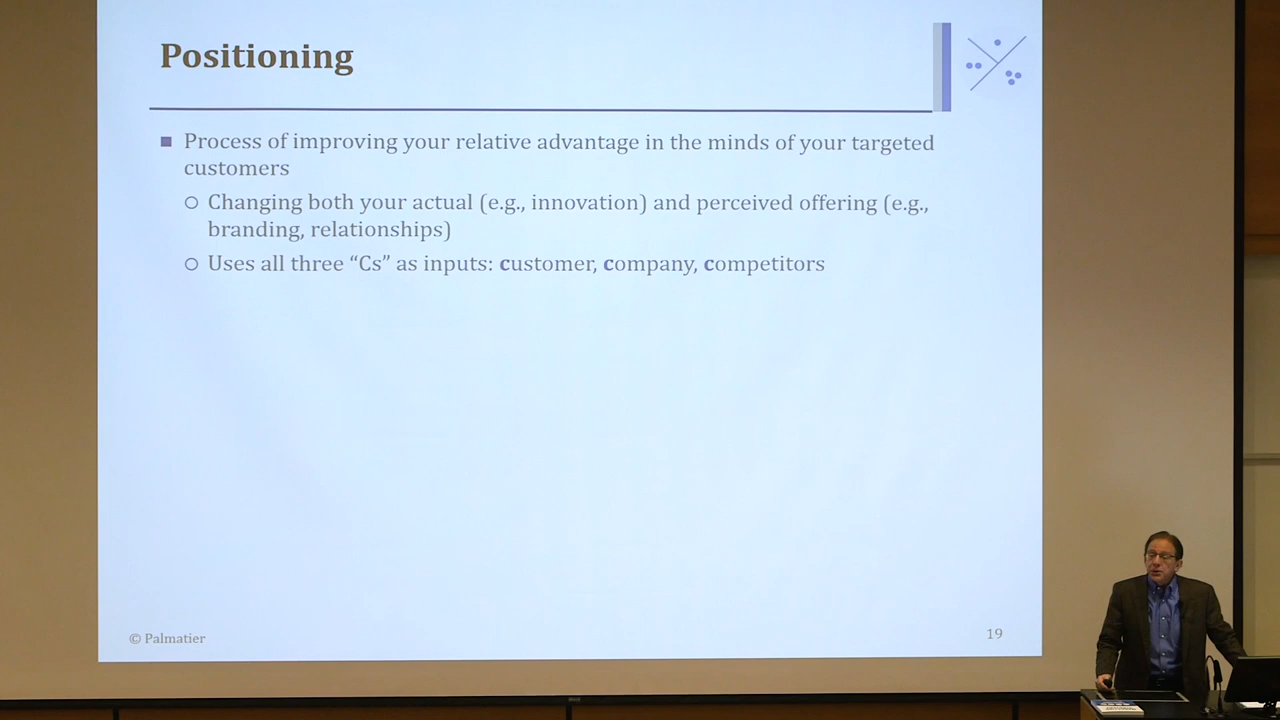 Positioning
Process of improving your relative advantage in the minds of your targeted
customers
Changing both your actual (e.g., innovation) and perceived offering (e.g.,
branding, relationships)
Uses all three “Cs” as inputs: customer, company, competitors
© Palmatier
19